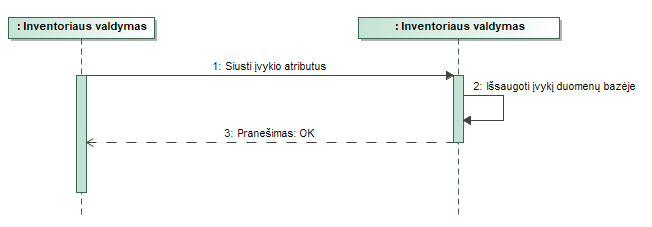 : Inventoriaus valdymas
: Inventoriaus valdymas
1: Siusti įvykio atributus
2: Išsaugoti įvykį duomenų bazėje
3: Pranešimas: OK